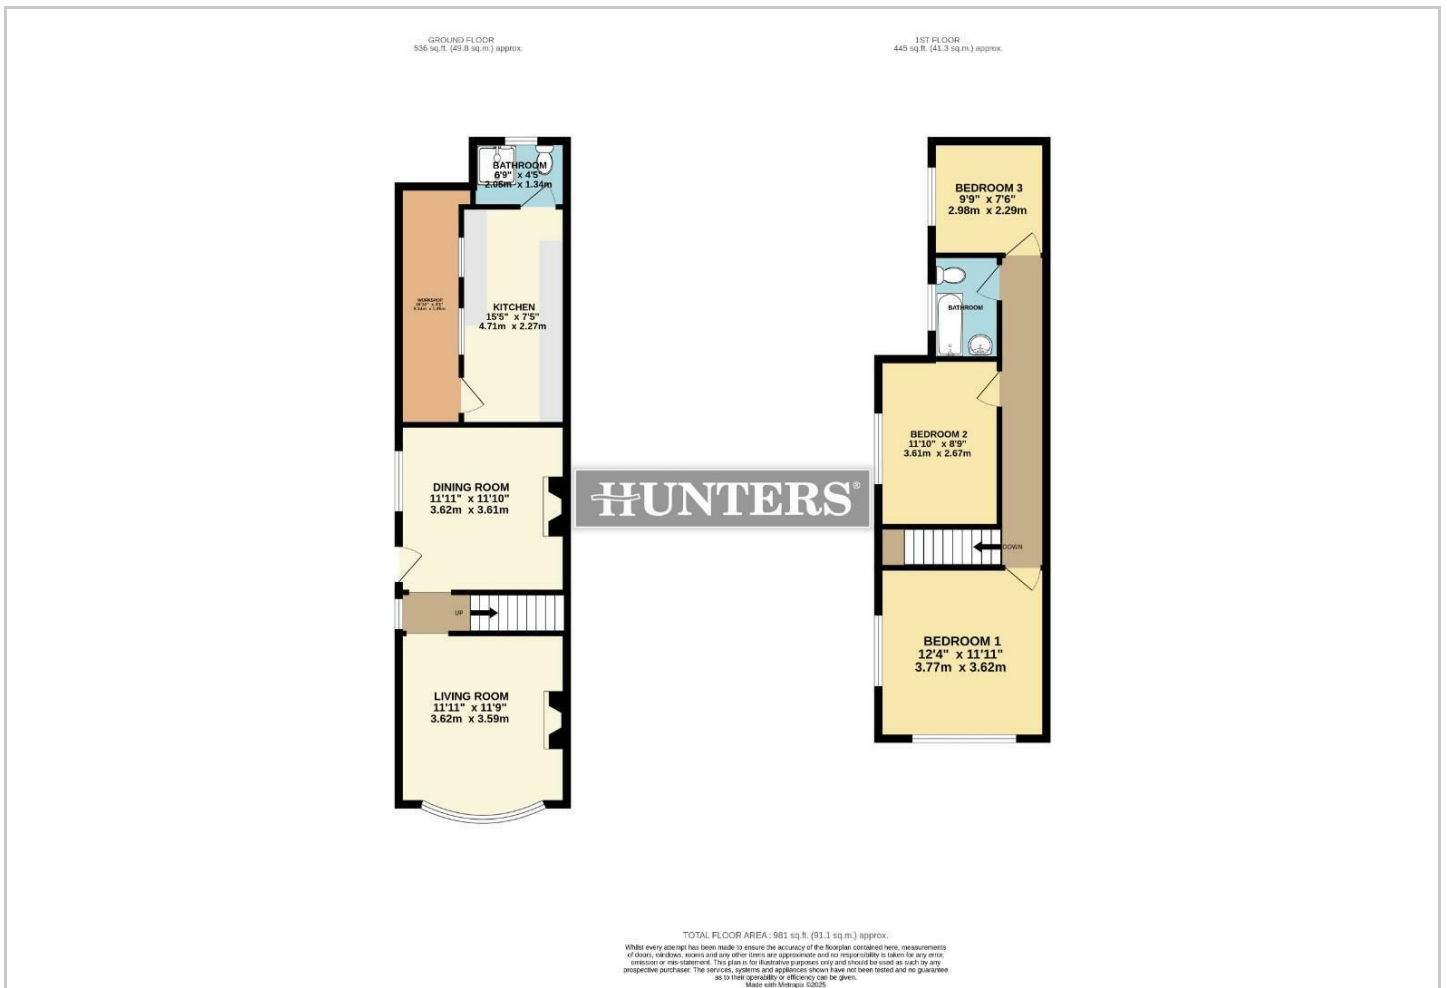 GROUND FLOOR
536 sq.ft. (49.8 sq.m.) approx.
1ST FLOOR
445 sq.ft. (41.3 sq.m.) approx.
BATHROOM
6'9" x 4'5"
2.06m x 1.34m
WORKSHOP
KITCHEN
15'5" x 7'5"
4.71m x 2.27m
DINING ROOM
11'11" x 11'10"
3.62m x 3.61m
UP
LIVING ROOM
11'11" x 11'9"
3.62m x 3.59m
HUNTERS®
BEDROOM 3
9'9" x 7'6"
2.98m x 2.29m
BATHROOM
BEDROOM 2
11'10" x 8'9"
3.61m x 2.67m
DOWN
BEDROOM 1
12'4" x 11'11"
3.77m x 3.62m
TOTAL FLOOR AREA : 981 sq.ft. (91.1 sq.m.) approx.
Whilst every attempt has been made to ensure the accuracy of the floorplan contained here, measurements
of doors, windows, rooms and any other items are approximate and no responsibility is taken for any error,
omission or mis-statement. This plan is for illustrative purposes only and should be used as such by any
prospective purchaser. The services, systems and appliances shown have not been tested and no guarantee
as to their operability or efficiency can be given.
Made with Metropix ©2025